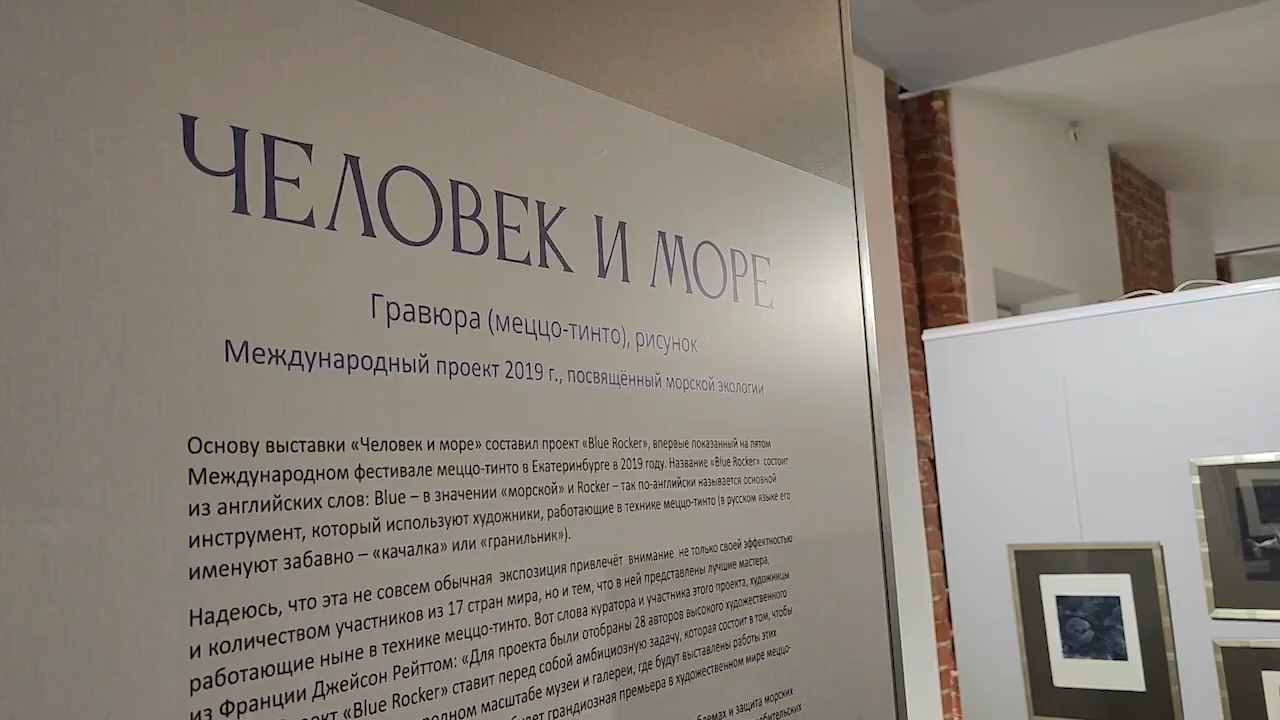 ЧЕЛОВЕК И МОРЕ
Гравюра (меццо-тинто), рисунок
Международный проект 2019 г., посвящённый морской экологии
Основу выставки «Человек и море» составил проект «Blue Rocker», впервые показанный на пятом
Международном фестивале меццо-тинто в Екатеринбурге в 2019 году. Название «Blue Rocker» состоит
из английских слов: Blue – в значении «морской» и Rocker – так по-английски называется основной
инструмент, который используют художники, работающие в технике меццо-тинто (в русском языке его
именуют забавно – «качалка» или «гранильник»).
Надеюсь, что эта не совсем обычная экспозиция привлечёт внимание не только своей эффектностью
и количеством участников из 17 стран мира, но и тем, что в ней представлены лучшие мастера,
работающие ныне в технике меццо-тинто. Вот слова куратора и участника этого проекта, художницы
из Франции Джейсон Рейттом: «Для проекта были отобраны 28 авторов высокого художественного
«Blue Rocker» ставит перед собой амбициозную задачу, которая состоит в том, чтобы
масштабе музеи и галереи, где будут выставлены работы этих
грандиозная премьера в художественном мире меццо-
и защита морских